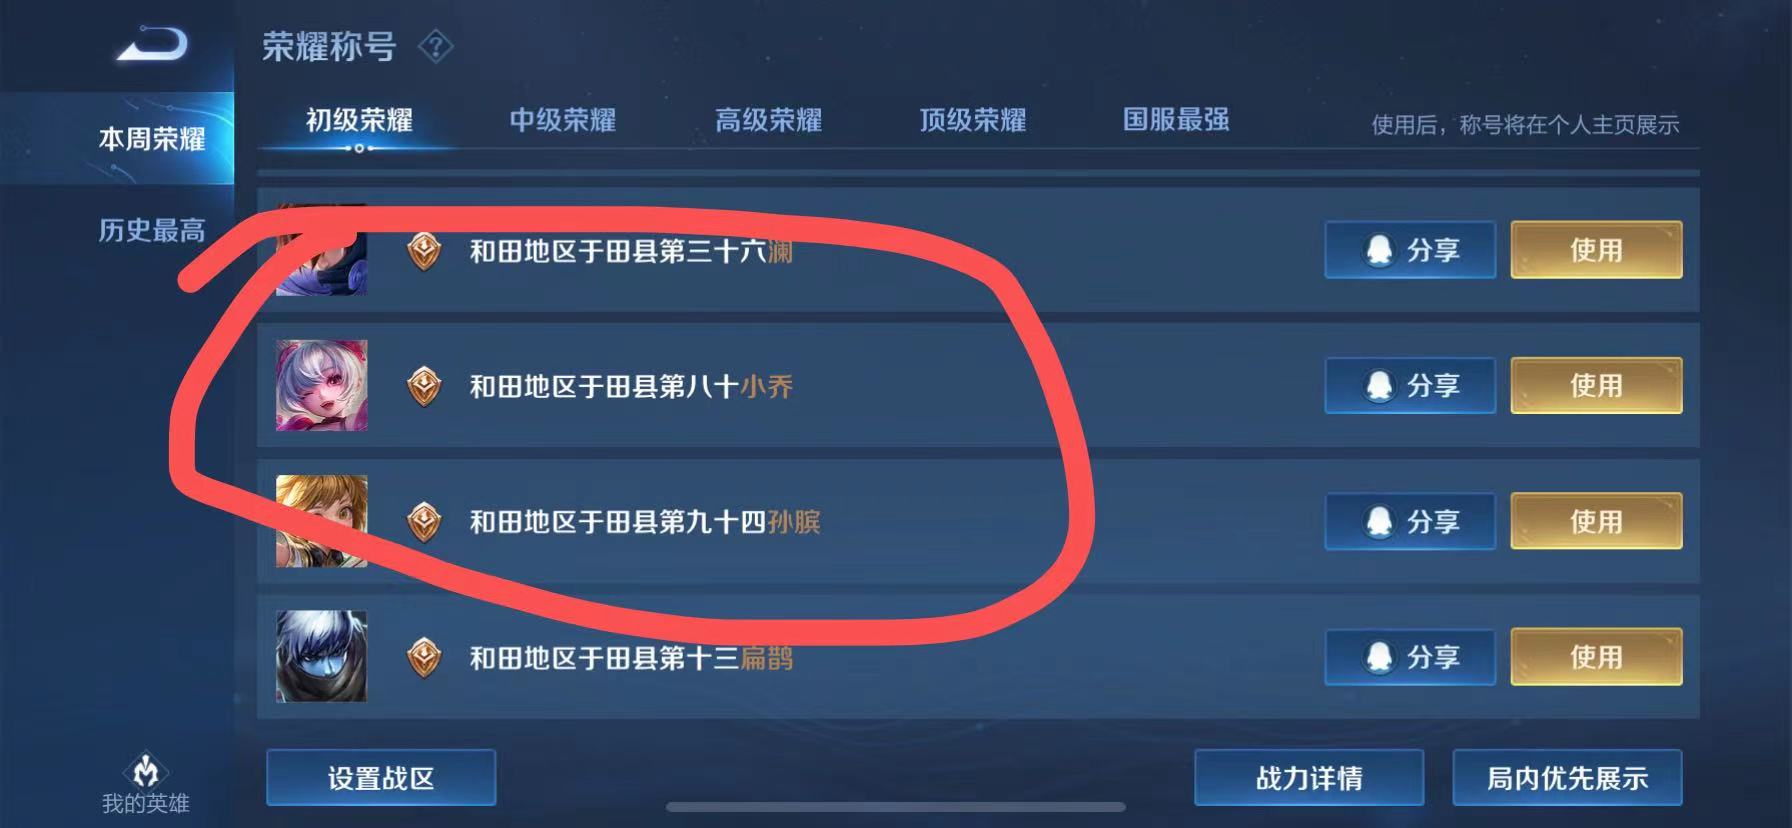 荣耀称号 ?
初级荣耀 中级荣耀 高级荣耀 顶级荣耀 国服最强 使用后，称号将在个人主页展示
本周荣耀
历史最高
和田地区于田县第三十六澜 分享 使用
和田地区于田县第八十小乔 分享 使用
和田地区于田县第九十四孙膑 分享 使用
和田地区于田县第十三扁鹊 分享 使用
我的英雄
设置战区 战力详情 局内优先展示